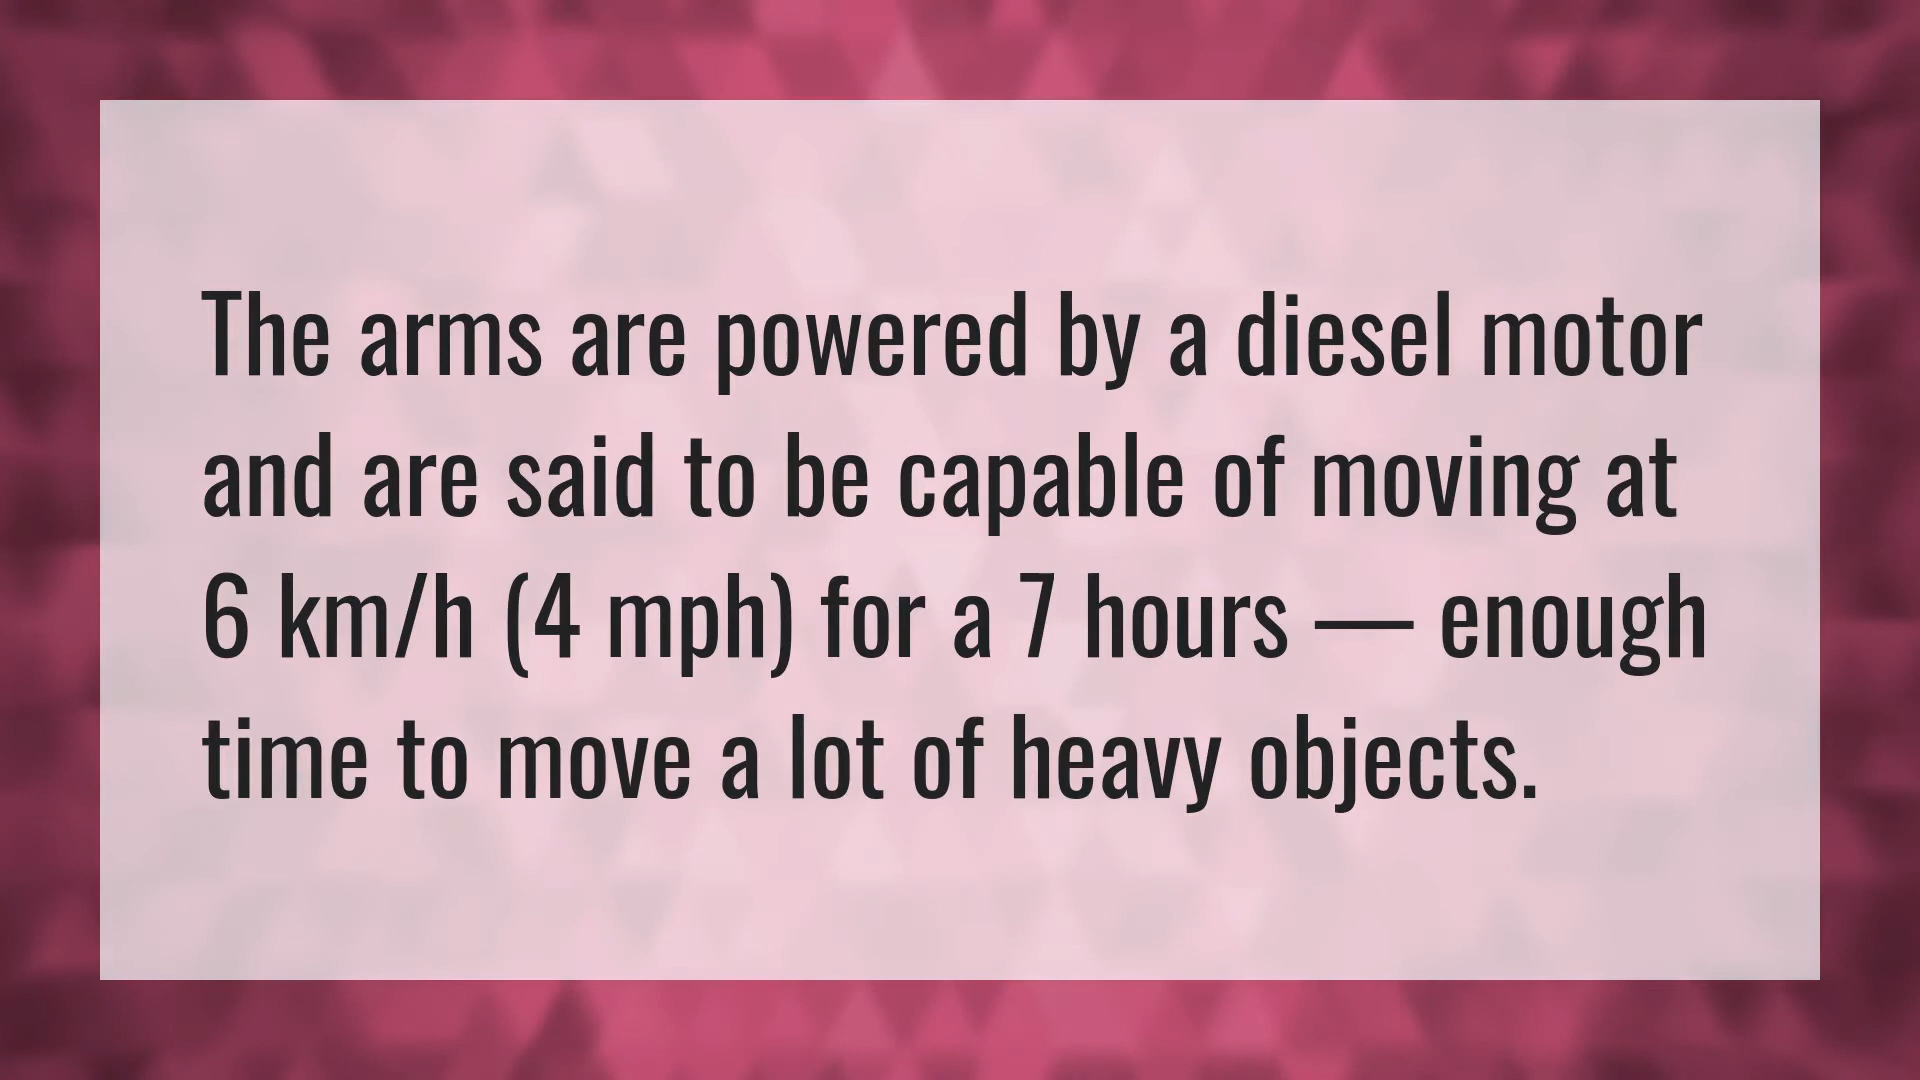 The arms are powered by a diesel motor
and are said to be capable of moving at
6 km/h (4 mph) for a 7 hours — enough
time to move a lot of heavy objects.